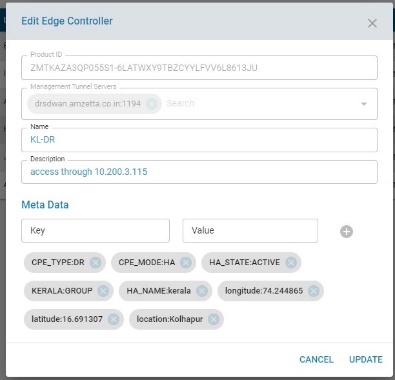 Edit Edge Controller
Product ID
ZMTKAZA3QP055S1-6LATWXY9TBZCYYLFVV6L8613JU
Management Tunnel Servers
drsdwan.amzetta.co.in:1194 Search
Name
KL-DR
Description
access through 10.200.3.115
Meta Data
Key Value
CPE_TYPE:DR CPE_MODE:HA HA_STATE:ACTIVE
KERALA:GROUP HA_NAME:kerala longitude:74.244865
latitude:16.691307 location:Kolhapur
CANCEL UPDATE